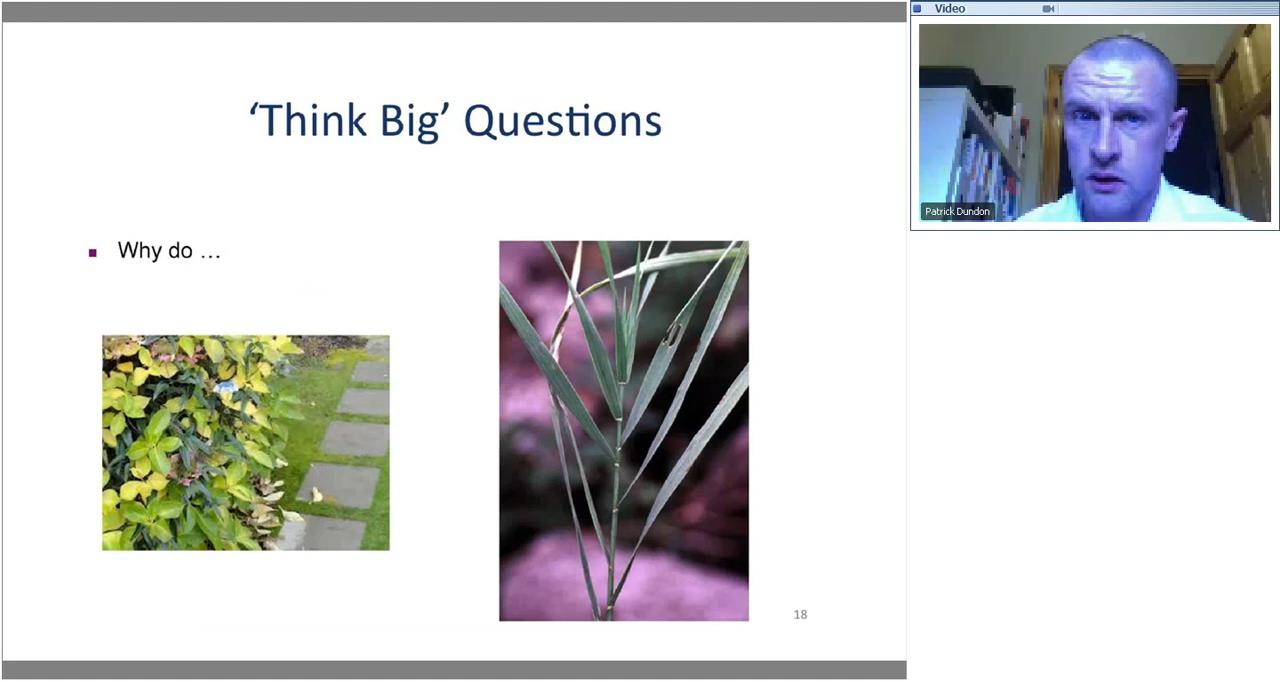 ‘Think Big’ Questions
Why do …
18
Video
Patrick Dundon